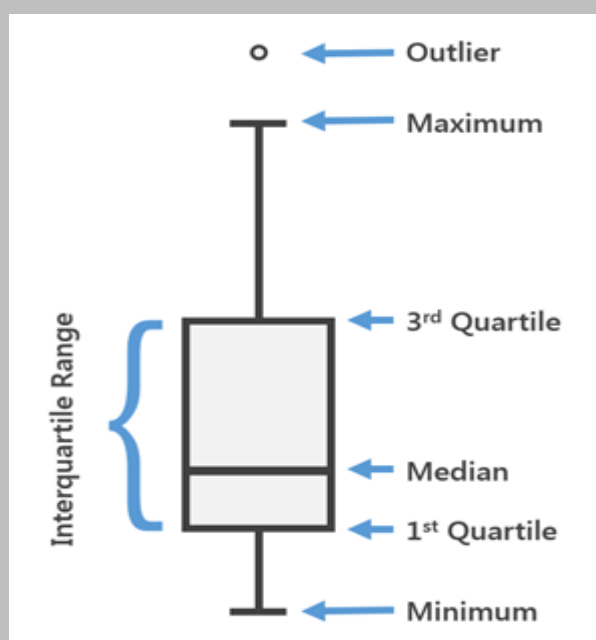 Outlier
Maximum
3rd Quartile
Interquartile Range
Median
1st Quartile
Minimum